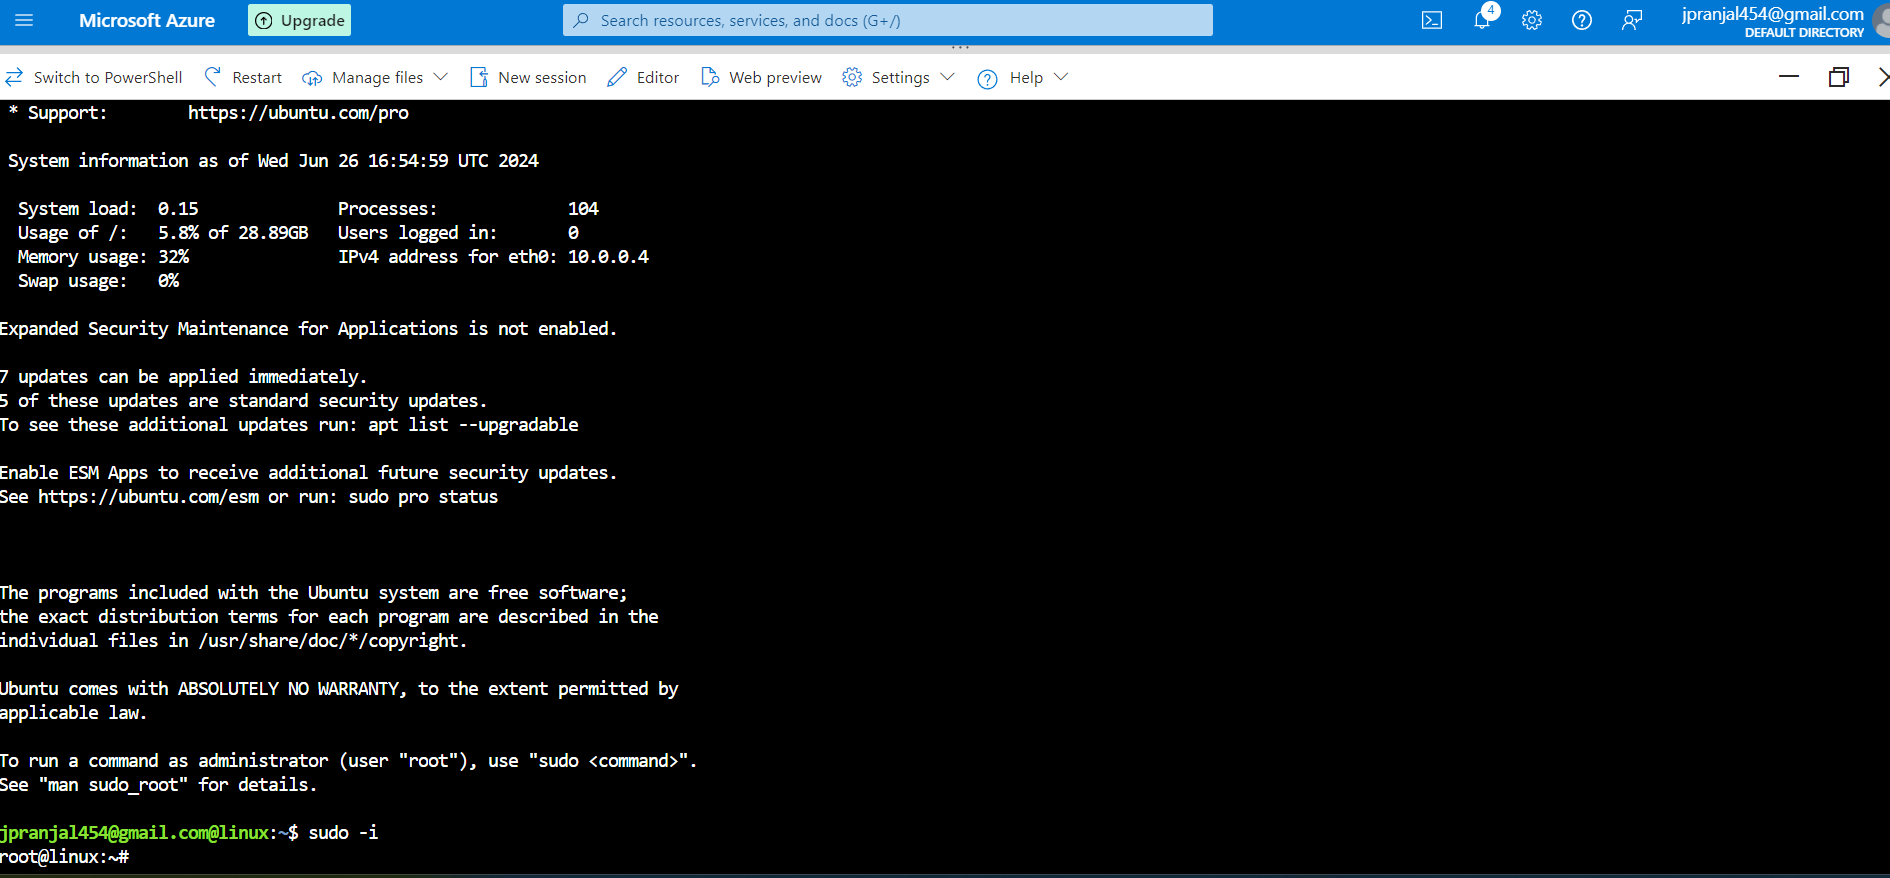 Microsoft Azure
Upgrade
Search resources, services, and docs (G+/)
4
jpranjal454@gmail.com
DEFAULT DIRECTORY
Switch to PowerShell
Restart
Manage files
New session
Editor
Web preview
Settings
Help
* Support:        https://ubuntu.com/pro
System information as of Wed Jun 26 16:54:59 UTC 2024
System load:  0.15              Processes:             104
Usage of /:   5.8% of 28.89GB   Users logged in:       0
Memory usage: 32%               IPv4 address for eth0: 10.0.0.4
Swap usage:   0%
Expanded Security Maintenance for Applications is not enabled.
7 updates can be applied immediately.
5 of these updates are standard security updates.
To see these additional updates run: apt list --upgradable
Enable ESM Apps to receive additional future security updates.
See https://ubuntu.com/esm or run: sudo pro status
The programs included with the Ubuntu system are free software;
the exact distribution terms for each program are described in the
individual files in /usr/share/doc/*/copyright.
Ubuntu comes with ABSOLUTELY NO WARRANTY, to the extent permitted by
applicable law.
To run a command as administrator (user "root"), use "sudo <command>".
See "man sudo_root" for details.
jpranjal454@gmail.com@linux:~$ sudo -i
root@linux:~#